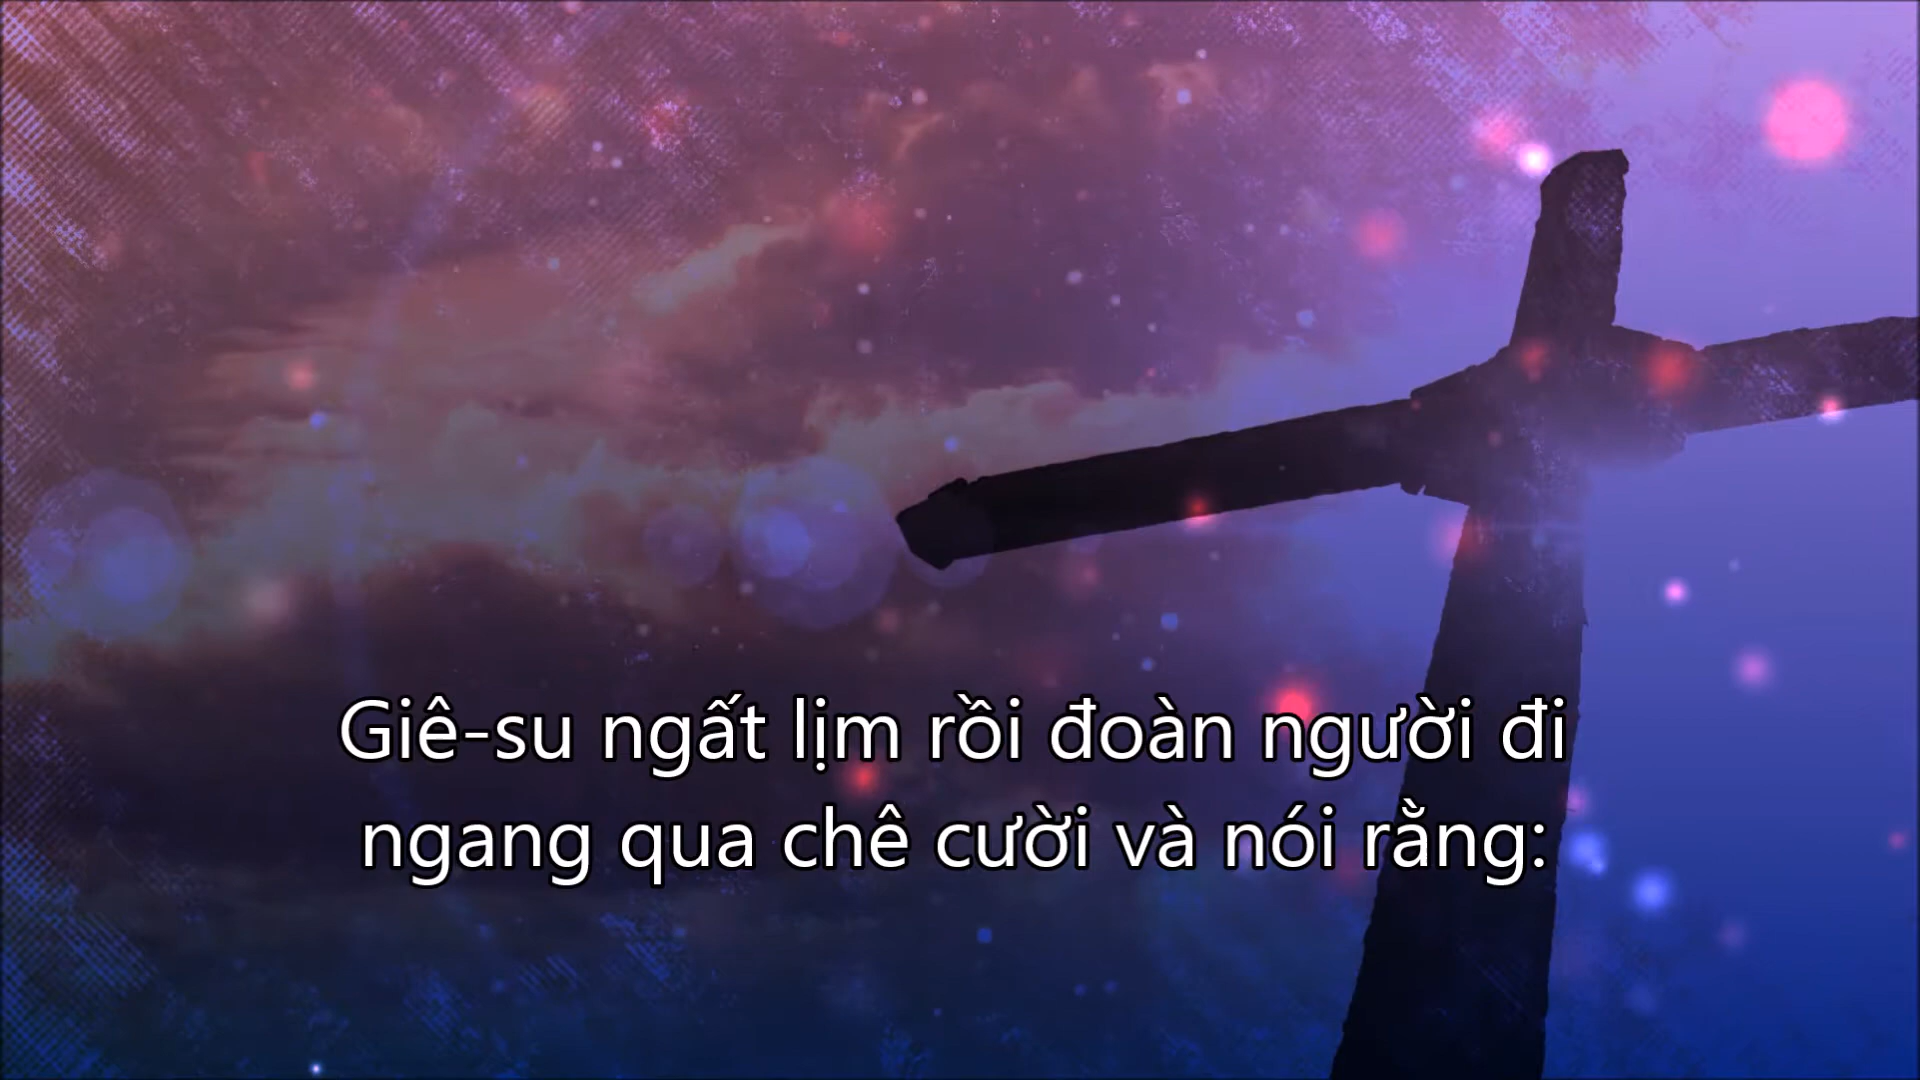 Giê-su ngất lịm rồi đoàn người đi
ngang qua chê cười và nói rằng: